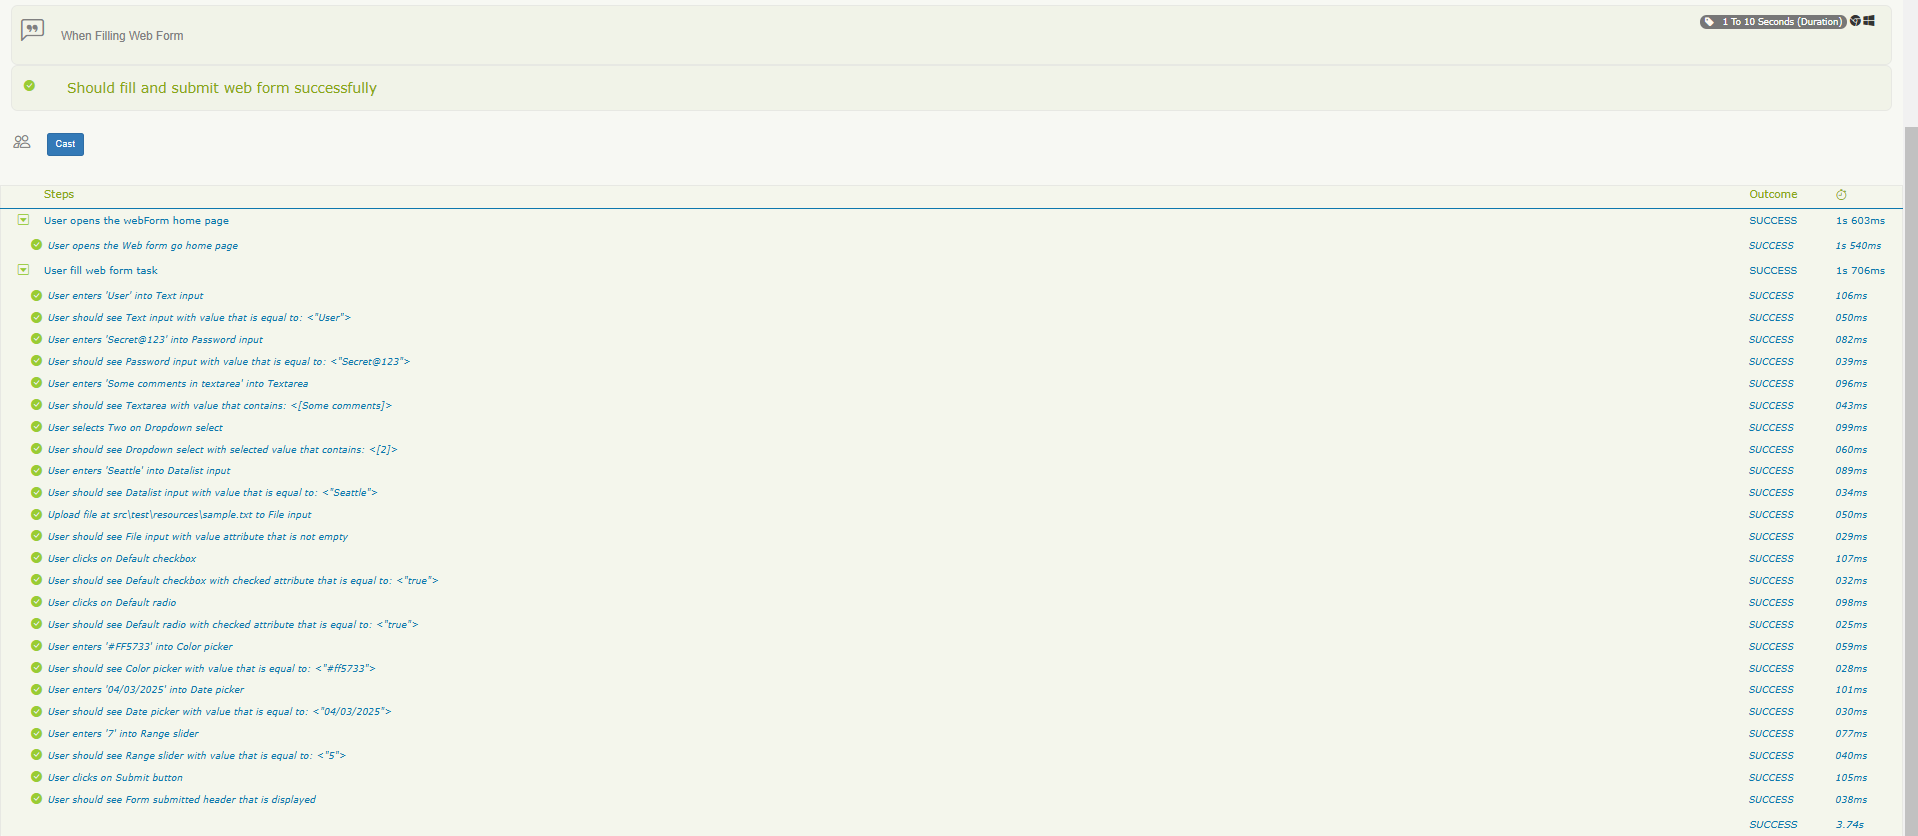 When Filling Web Form
1 To 10 Seconds (Duration)
Should fill and submit web form successfully
Cast
Steps Outcome
User opens the webForm home page SUCCESS 1s 603ms
User opens the Web form go home page SUCCESS 1s 540ms
User fill web form task SUCCESS 1s 706ms
User enters 'User' into Text input SUCCESS 106ms
User should see Text input with value that is equal to: <"User"> SUCCESS 050ms
User enters 'Secret@123' into Password input SUCCESS 082ms
User should see Password input with value that is equal to: <"Secret@123"> SUCCESS 039ms
User enters 'Some comments in textarea' into Textarea SUCCESS 096ms
User should see Textarea with value that contains: <[Some comments]> SUCCESS 043ms
User selects Two on Dropdown select SUCCESS 099ms
User should see Dropdown select with selected value that contains: <[2]> SUCCESS 060ms
User enters 'Seattle' into Datalist input SUCCESS 089ms
User should see Datalist input with value that is equal to: <"Seattle"> SUCCESS 034ms
Upload file at src\test\resources\sample.txt to File input SUCCESS 050ms
User should see File input with value attribute that is not empty SUCCESS 029ms
User clicks on Default checkbox SUCCESS 107ms
User should see Default checkbox with checked attribute that is equal to: <"true"> SUCCESS 032ms
User clicks on Default radio SUCCESS 098ms
User should see Default radio with checked attribute that is equal to: <"true"> SUCCESS 025ms
User enters '#FF5733' into Color picker SUCCESS 059ms
User should see Color picker with value that is equal to: <"#ff5733"> SUCCESS 028ms
User enters '04/03/2025' into Date picker SUCCESS 101ms
User should see Date picker with value that is equal to: <"04/03/2025"> SUCCESS 030ms
User enters '7' into Range slider SUCCESS 077ms
User should see Range slider with value that is equal to: <"5"> SUCCESS 040ms
User clicks on Submit button SUCCESS 105ms
User should see Form submitted header that is displayed SUCCESS 038ms
SUCCESS 3.74s